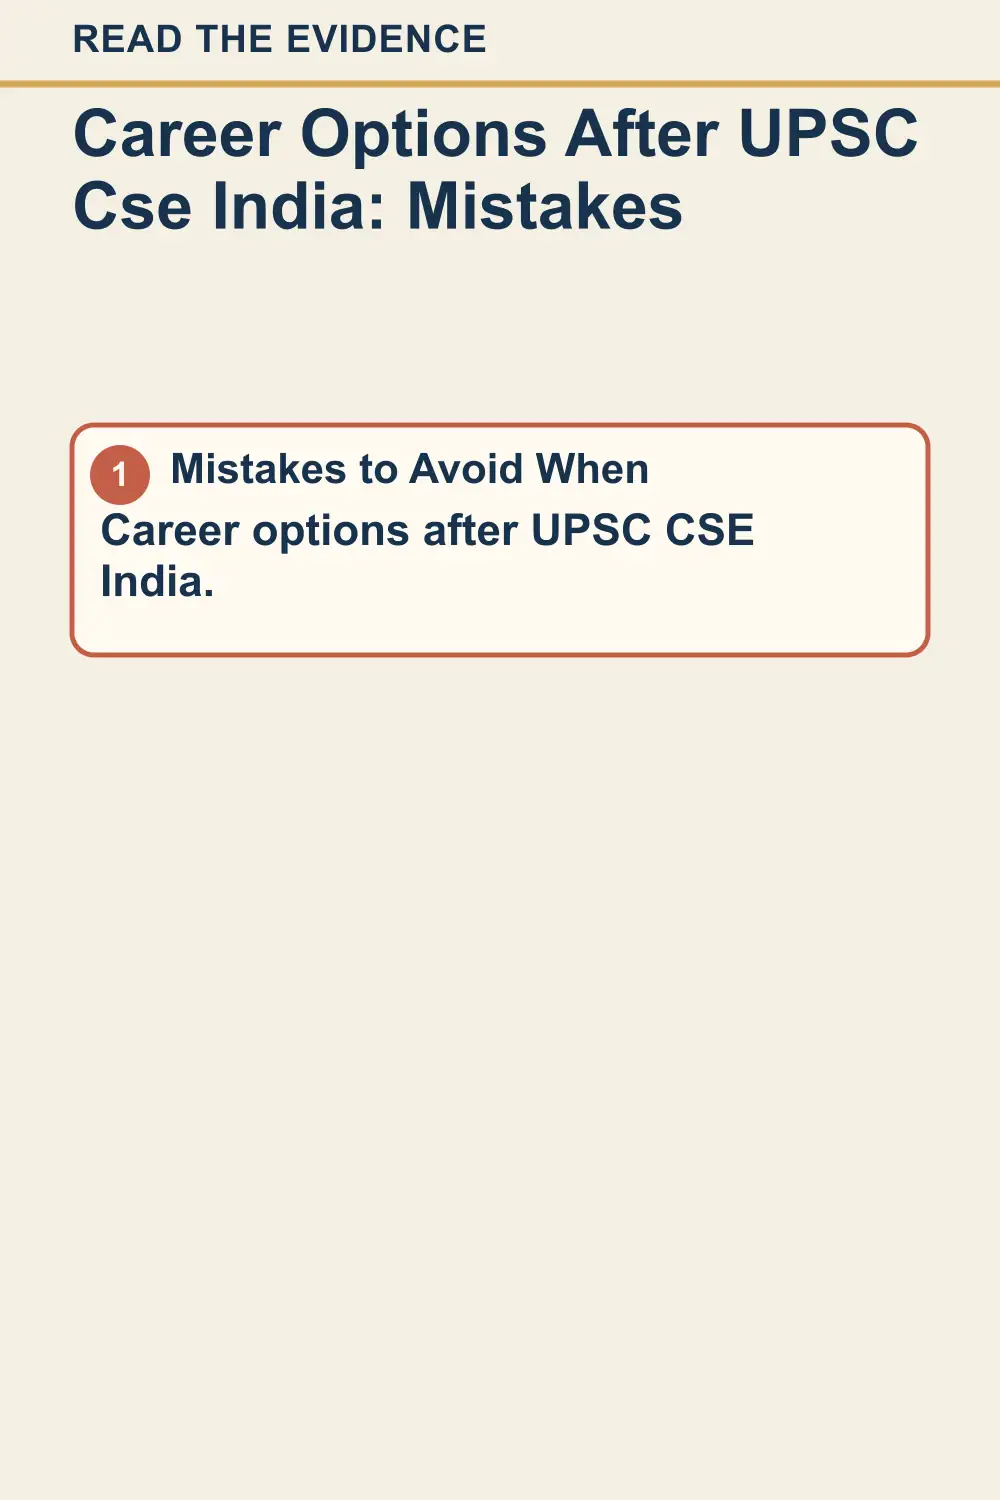 READ THE EVIDENCE
Career Options After UPSC
Cse India: Mistakes
1 Mistakes to Avoid When
Career options after UPSC CSE
India.